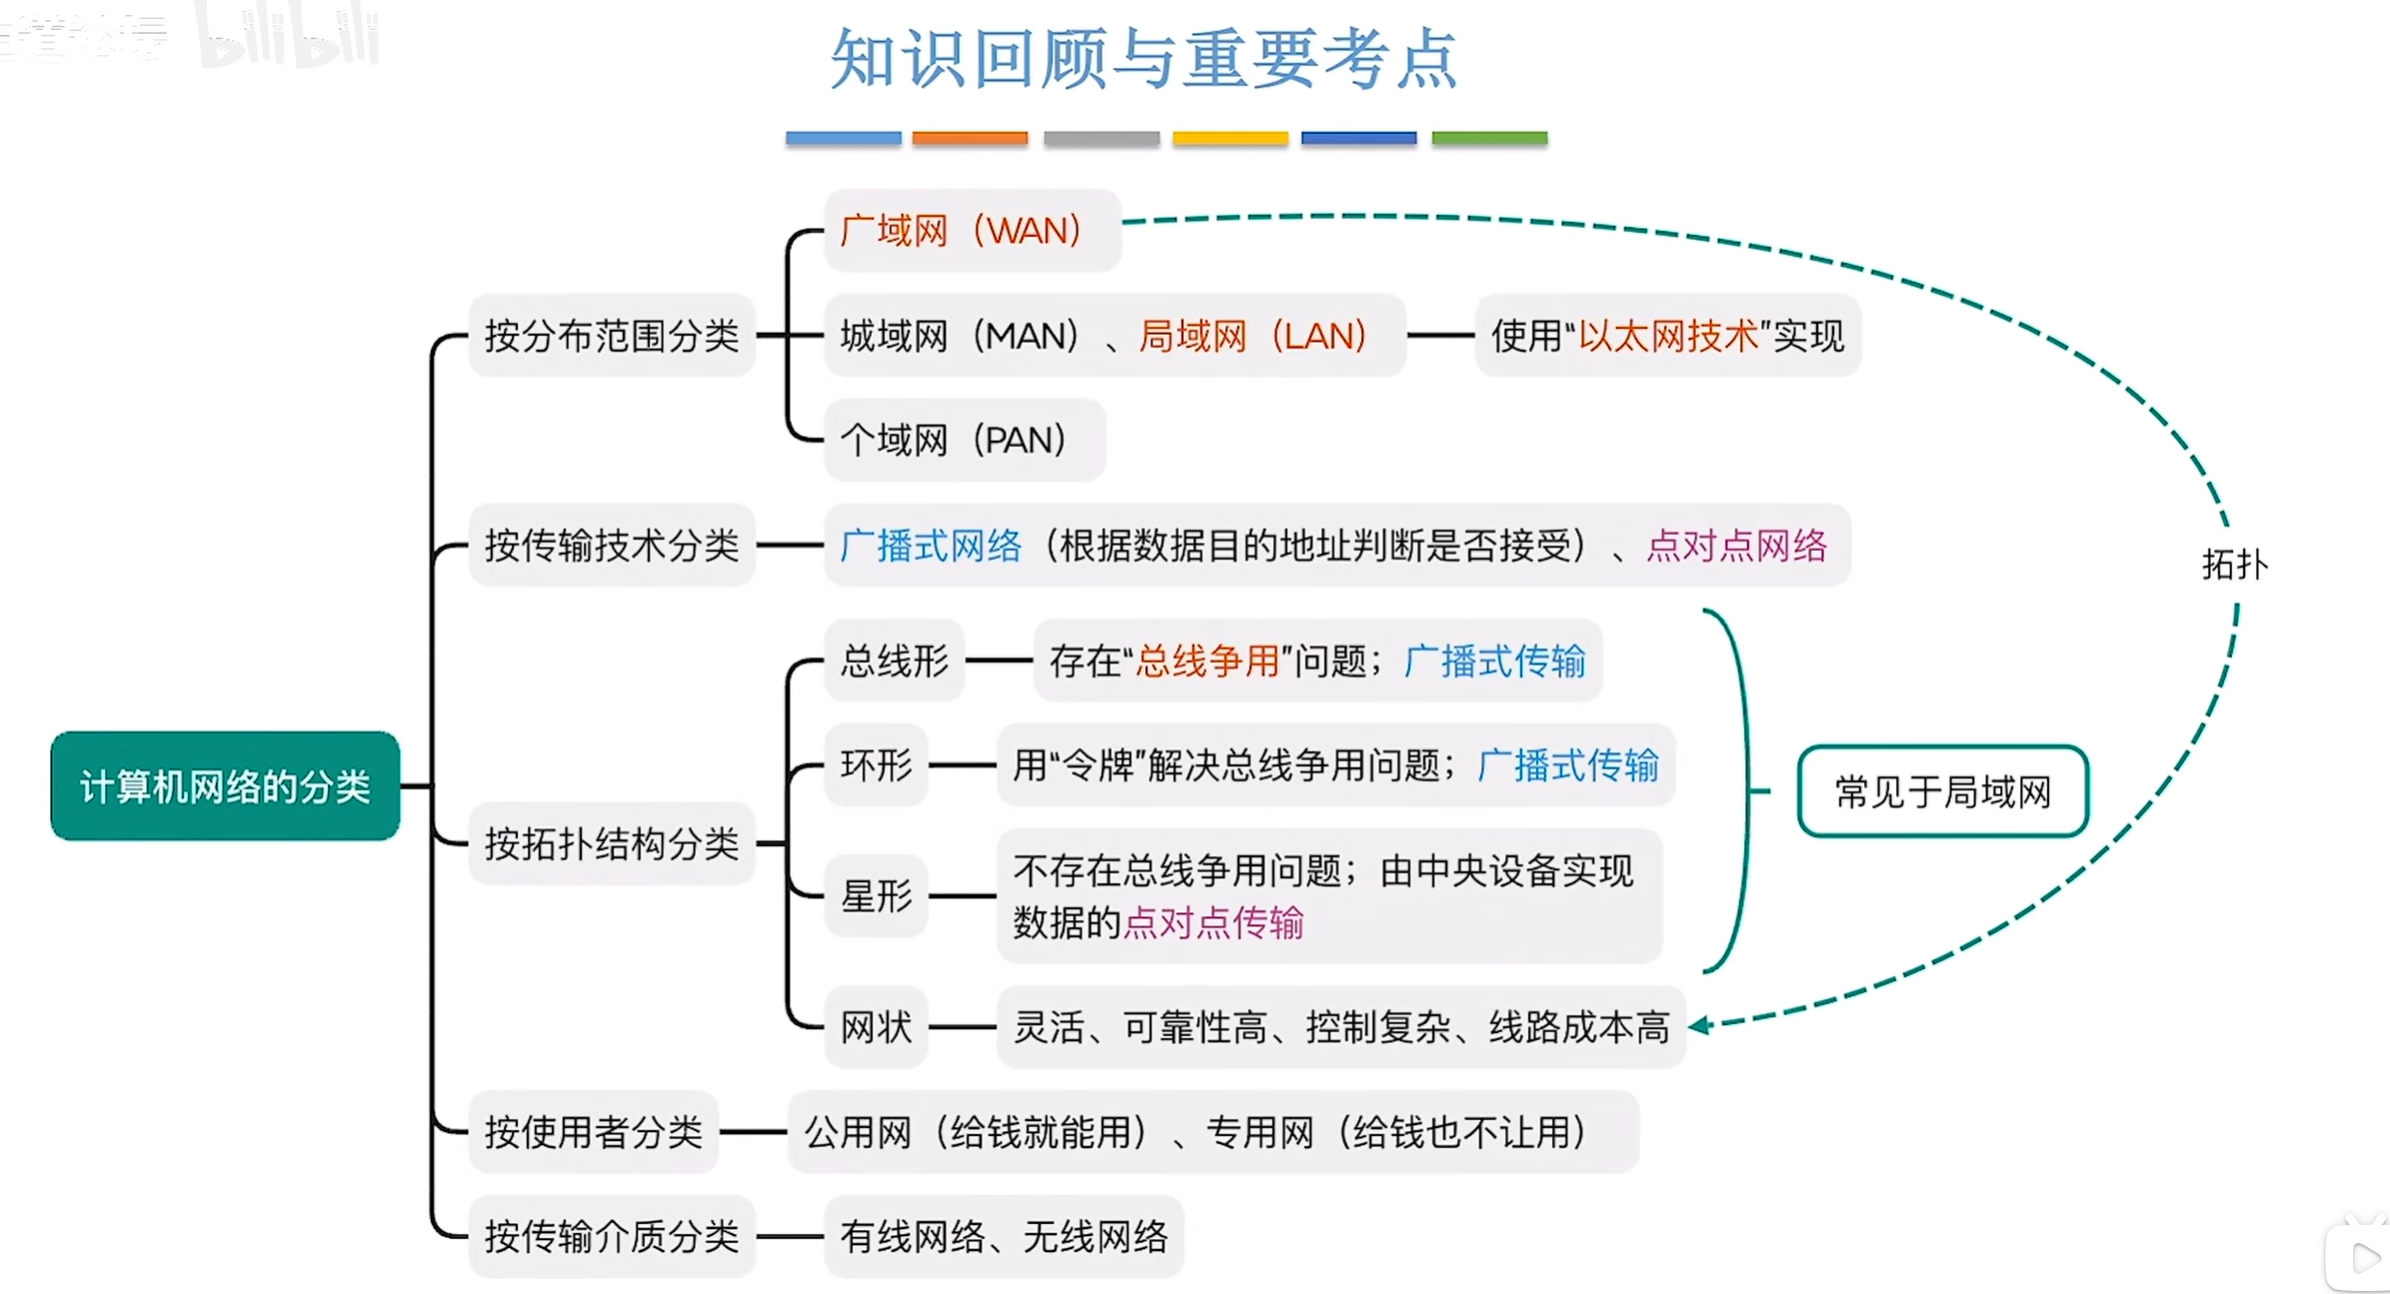 bilibili
知识回顾与重要考点
广域网（WAN）
按分布范围分类
城域网（MAN）、局域网（LAN）
使用“以太网技术”实现
个域网（PAN）
按传输技术分类
广播式网络（根据数据目的地址判断是否接受）、点对点网络
拓扑
总线形
存在“总线争用”问题；广播式传输
环形
用“令牌”解决总线争用问题；广播式传输
计算机网络的分类
常见于局域网
按拓扑结构分类
星形
不存在总线争用问题；由中央设备实现
数据的点对点传输
网状
灵活、可靠性高、控制复杂、线路成本高
按使用者分类
公用网（给钱就能用）、专用网（给钱也不让用）
按传输介质分类
有线网络、无线网络